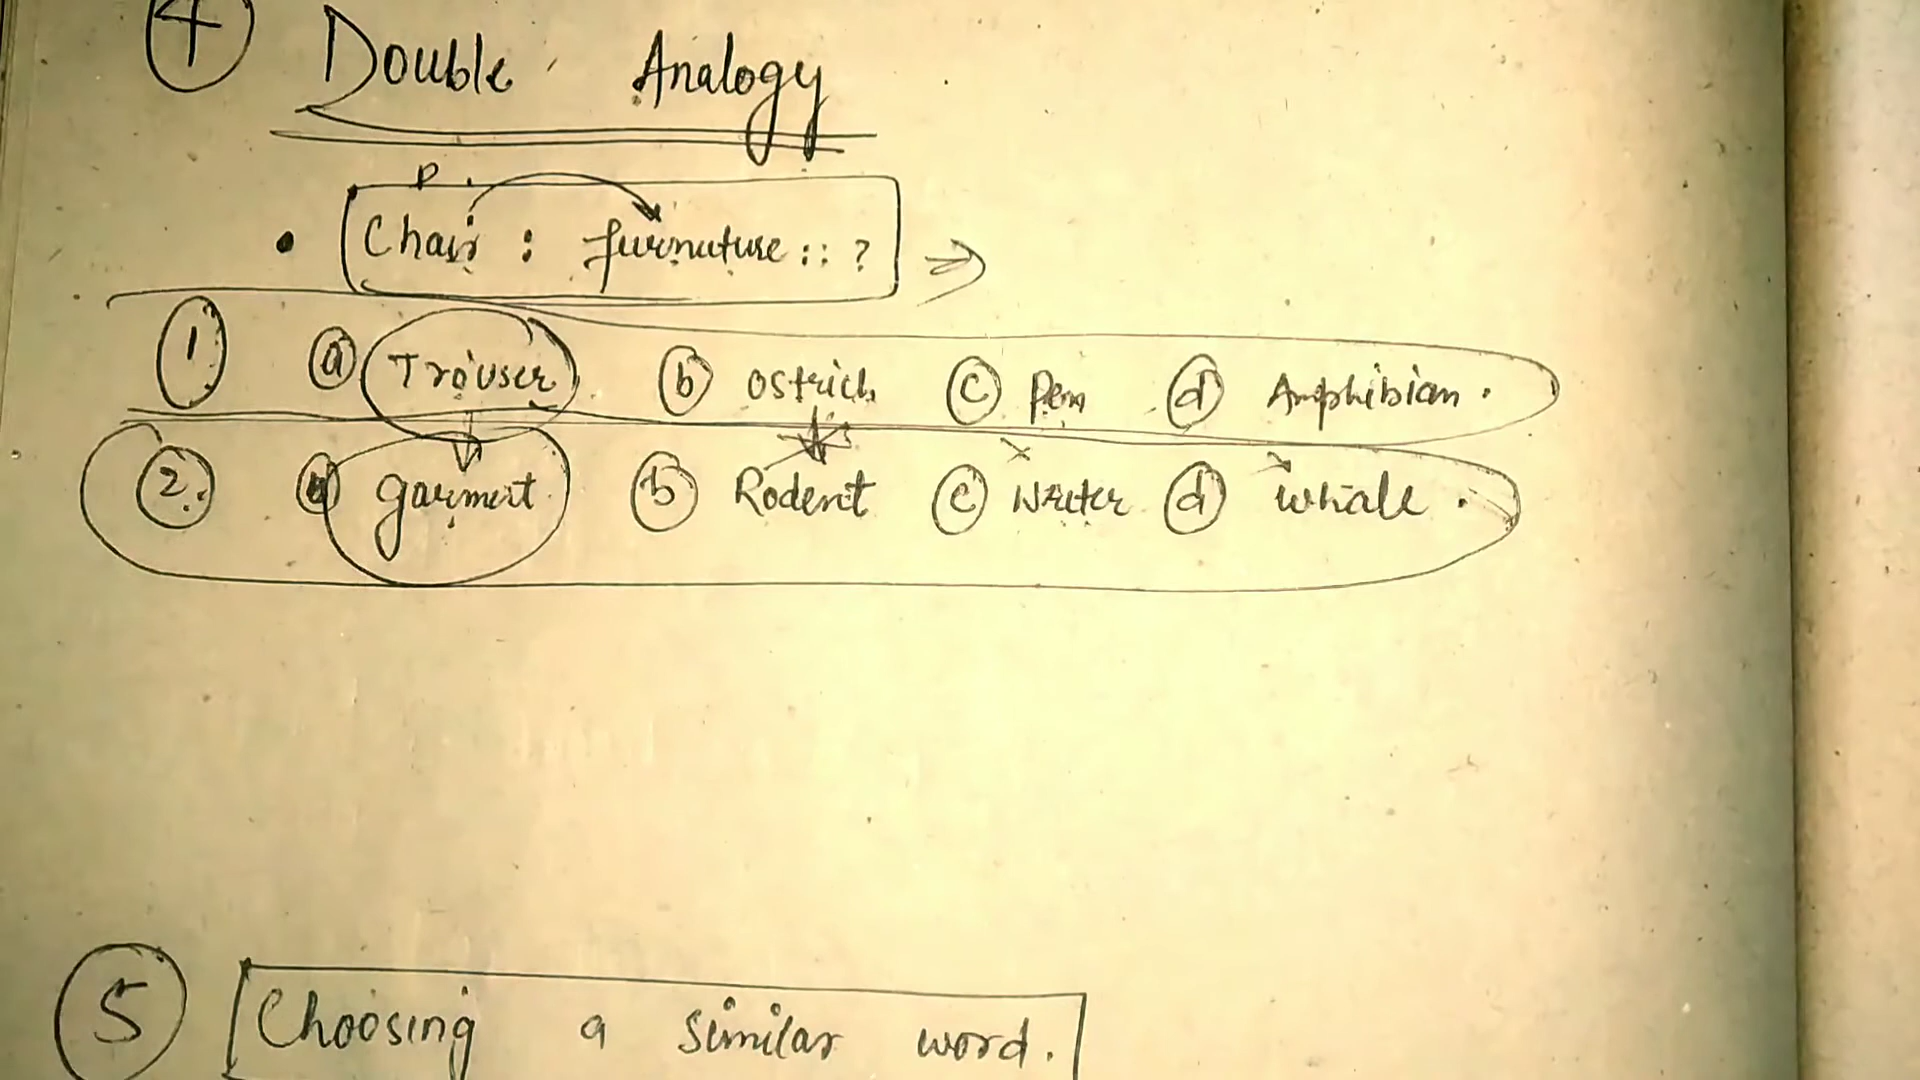 4 Double Analogy
P
• Chair : furnuture :: ?
1 a Trouser b Ostrich c Pen d Amphibian .
2. a garment b Rodent c Writer d Whale .
5 Choosing a similar word.